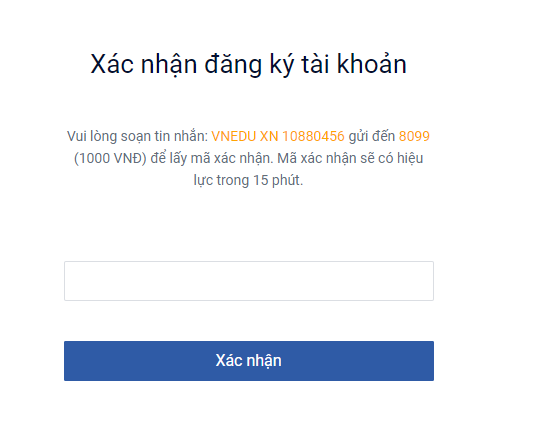 Xác nhận đăng ký tài khoản
Vui lòng soạn tin nhắn: VNEDU XN 10880456 gửi đến 8099
(1000 VNĐ) để lấy mã xác nhận. Mã xác nhận sẽ có hiệu
lực trong 15 phút.
Xác nhận